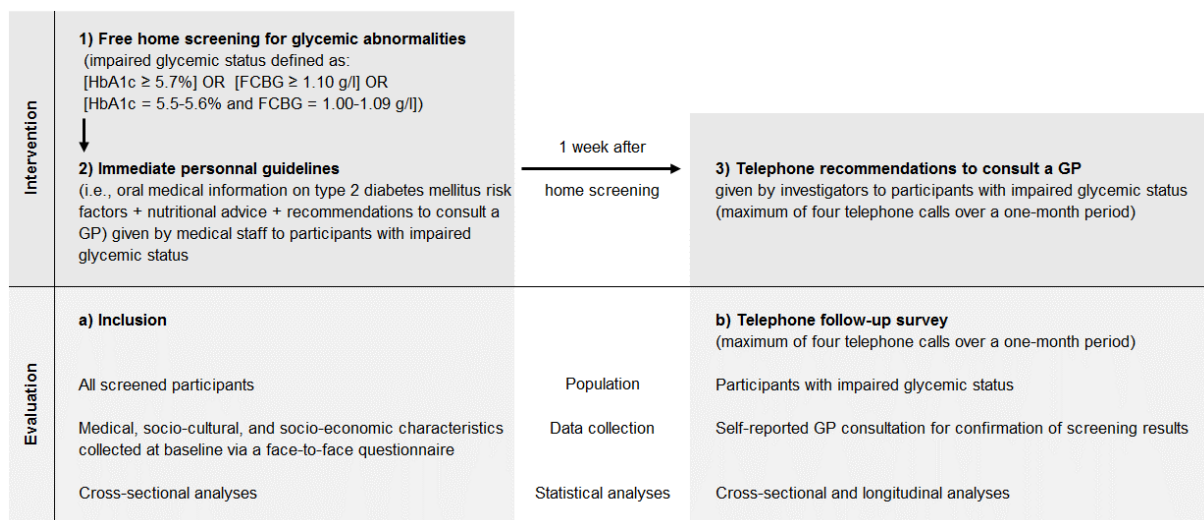 Intervention
1) Free home screening for glycemic abnormalities
(impaired glycemic status defined as:
[HbA1c ≥ 5.7%] OR [FCBG ≥ 1.10 g/l] OR
[HbA1c = 5.5-5.6% and FCBG = 1.00-1.09 g/l])
2) Immediate personnal guidelines
(i.e., oral medical information on type 2 diabetes mellitus risk
factors + nutritional advice + recommendations to consult a
GP) given by medical staff to participants with impaired
glycemic status
1 week after
home screening
3) Telephone recommendations to consult a GP
given by investigators to participants with impaired glycemic status
(maximum of four telephone calls over a one-month period)
Evaluation
a) Inclusion
b) Telephone follow-up survey
(maximum of four telephone calls over a one-month period)
All screened participants
Population
Participants with impaired glycemic status
Medical, socio-cultural, and socio-economic characteristics
collected at baseline via a face-to-face questionnaire
Data collection
Self-reported GP consultation for confirmation of screening results
Cross-sectional analyses
Statistical analyses
Cross-sectional and longitudinal analyses